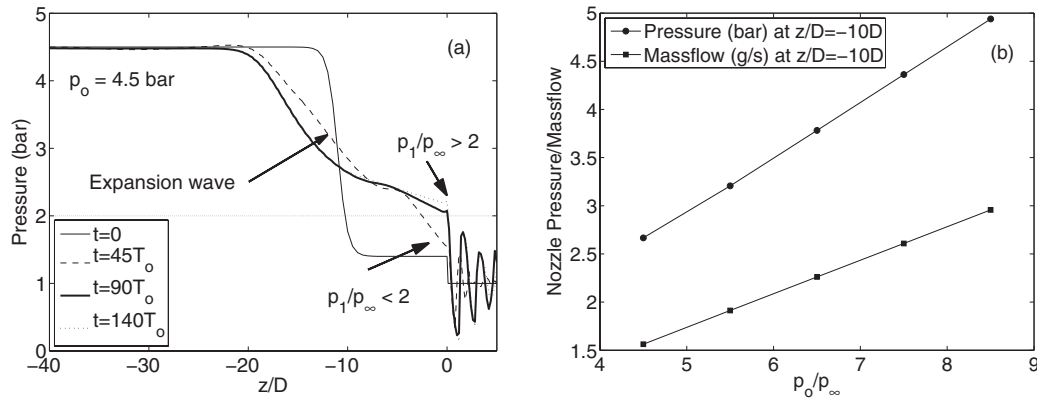 (a)
p_o = 4.5 bar
p_1/p_∞ > 2
Expansion wave
p_1/p_∞ < 2
t=0
t=45T_o
t=90T_o
t=140T_o
Pressure (bar)
5
4
3
2
1
0
−40
−30
−20
−10
0
z/D
(b)
Pressure (bar) at z/D=−10D
Massflow (g/s) at z/D=−10D
Nozzle Pressure/Massflow
5
4.5
4
3.5
3
2.5
2
1.5
4
5
6
7
8
9
p_o/p_∞